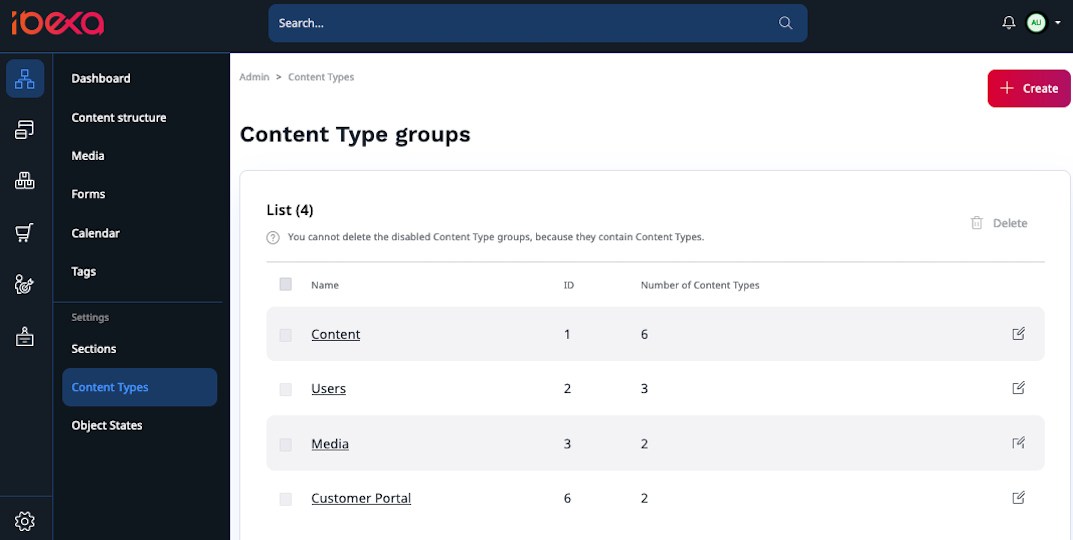 ibexa
Search...
AU
Dashboard
Content structure
Media
Forms
Calendar
Tags
Settings
Sections
Content Types
Object States
Admin > Content Types
Create
Content Type groups
List (4)
? You cannot delete the disabled Content Type groups, because they contain Content Types.
Delete
Name ID Number of Content Types
Content 1 6
Users 2 3
Media 3 2
Customer Portal 6 2